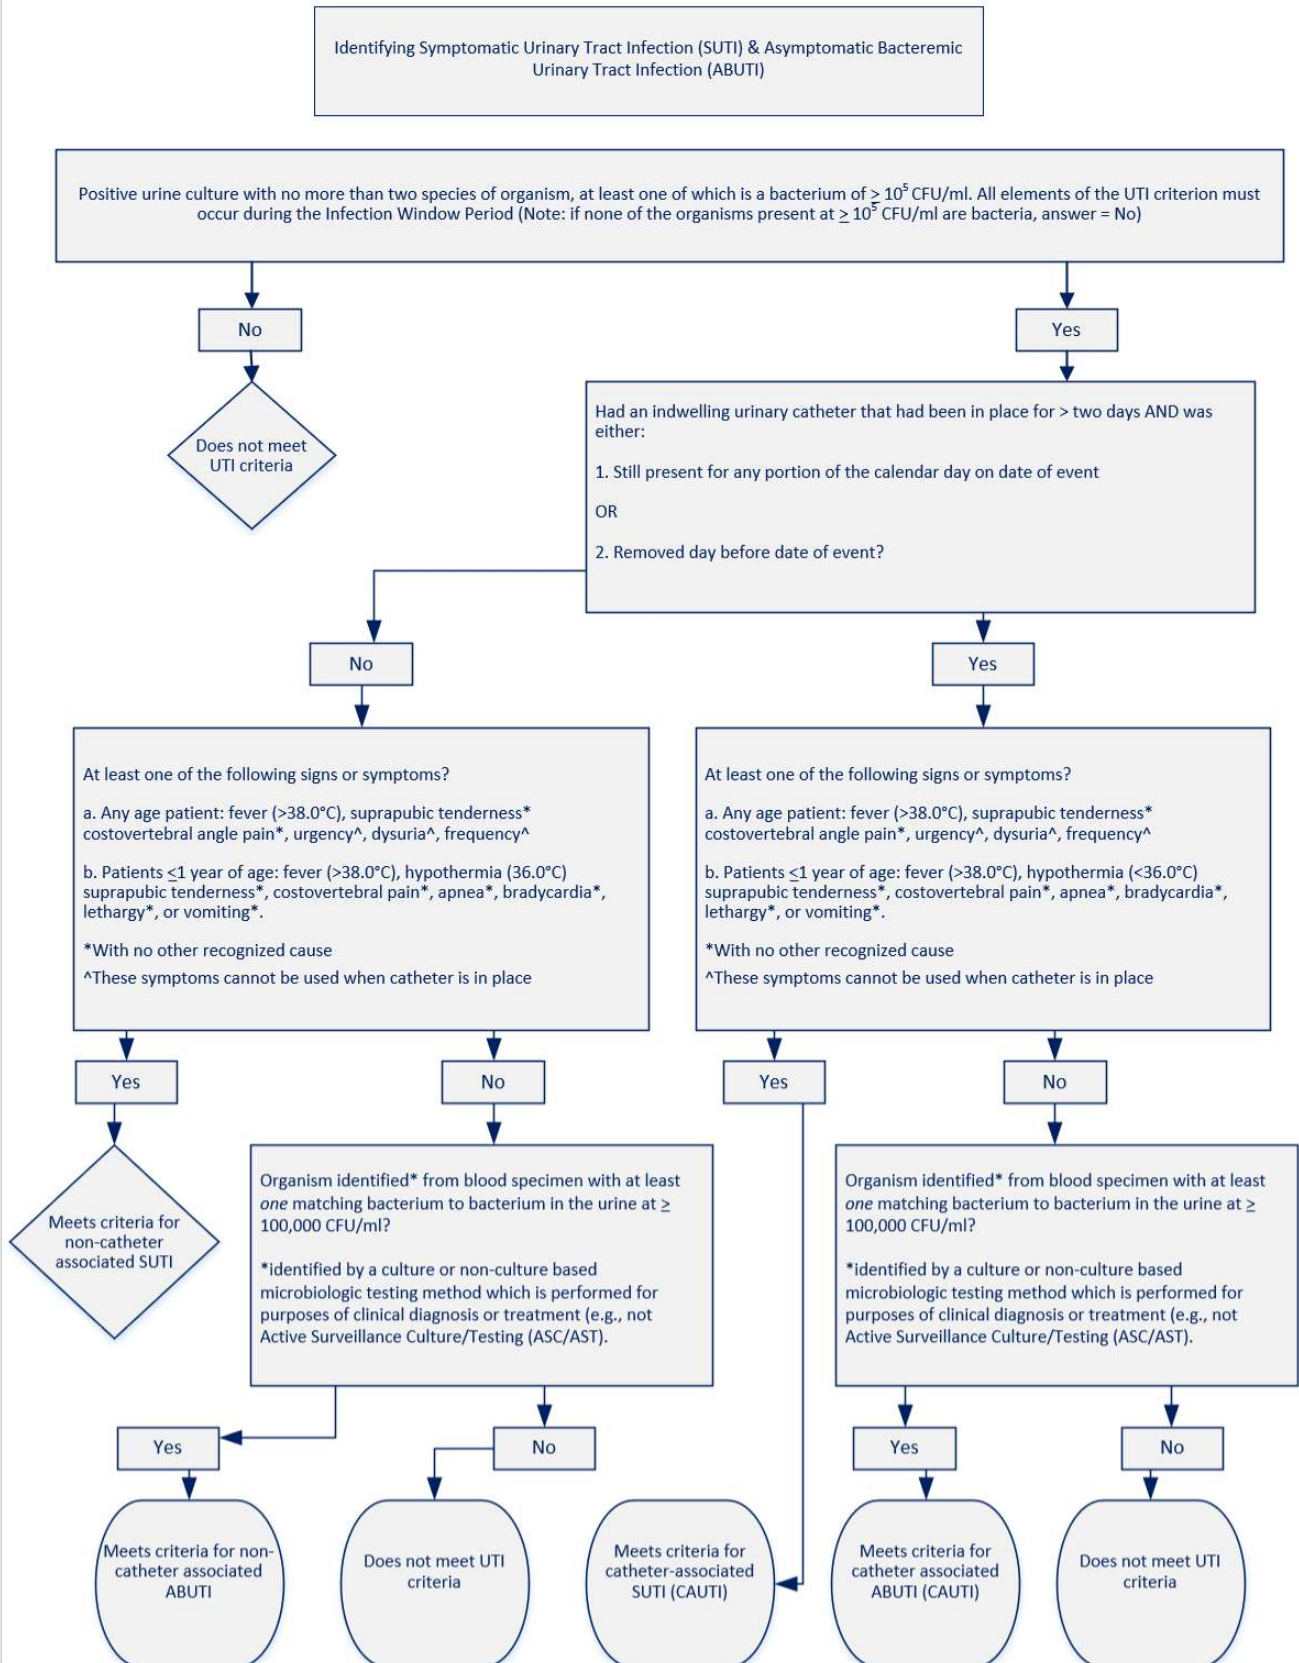 Identifying Symptomatic Urinary Tract Infection (SUTI) & Asymptomatic Bacteremic
Urinary Tract Infection (ABUTI)
Positive urine culture with no more than two species of organism, at least one of which is a bacterium of ≥ 10⁵ CFU/ml. All elements of the UTI criterion must
occur during the Infection Window Period (Note: if none of the organisms present at ≥ 10⁵ CFU/ml are bacteria, answer = No)
No
Yes
Does not meet
UTI criteria
Had an indwelling urinary catheter that had been in place for > two days AND was
either:
1. Still present for any portion of the calendar day on date of event
OR
2. Removed day before date of event?
No
Yes
At least one of the following signs or symptoms?
a. Any age patient: fever (>38.0°C), suprapubic tenderness*
costovertebral angle pain*, urgency^, dysuria^, frequency^
b. Patients ≤1 year of age: fever (>38.0°C), hypothermia (36.0°C)
suprapubic tenderness*, costovertebral pain*, apnea*, bradycardia*,
lethargy*, or vomiting*.
*With no other recognized cause
^These symptoms cannot be used when catheter is in place
At least one of the following signs or symptoms?
a. Any age patient: fever (>38.0°C), suprapubic tenderness*
costovertebral angle pain*, urgency^, dysuria^, frequency^
b. Patients ≤1 year of age: fever (>38.0°C), hypothermia (<36.0°C)
suprapubic tenderness*, costovertebral pain*, apnea*, bradycardia*,
lethargy*, or vomiting*.
*With no other recognized cause
^These symptoms cannot be used when catheter is in place
Yes
No
Yes
No
Meets criteria for
non-catheter
associated SUTI
Organism identified* from blood specimen with at least
one matching bacterium to bacterium in the urine at ≥
100,000 CFU/ml?
*identified by a culture or non-culture based
microbiologic testing method which is performed for
purposes of clinical diagnosis or treatment (e.g., not
Active Surveillance Culture/Testing (ASC/AST).
Organism identified* from blood specimen with at least
one matching bacterium to bacterium in the urine at ≥
100,000 CFU/ml?
*identified by a culture or non-culture based
microbiologic testing method which is performed for
purposes of clinical diagnosis or treatment (e.g., not
Active Surveillance Culture/Testing (ASC/AST).
Yes
No
Yes
No
Meets criteria for non-
catheter associated
ABUTI
Does not meet UTI
criteria
Meets criteria for
catheter-associated
SUTI (CAUTI)
Meets criteria for
catheter associated
ABUTI (CAUTI)
Does not meet UTI
criteria